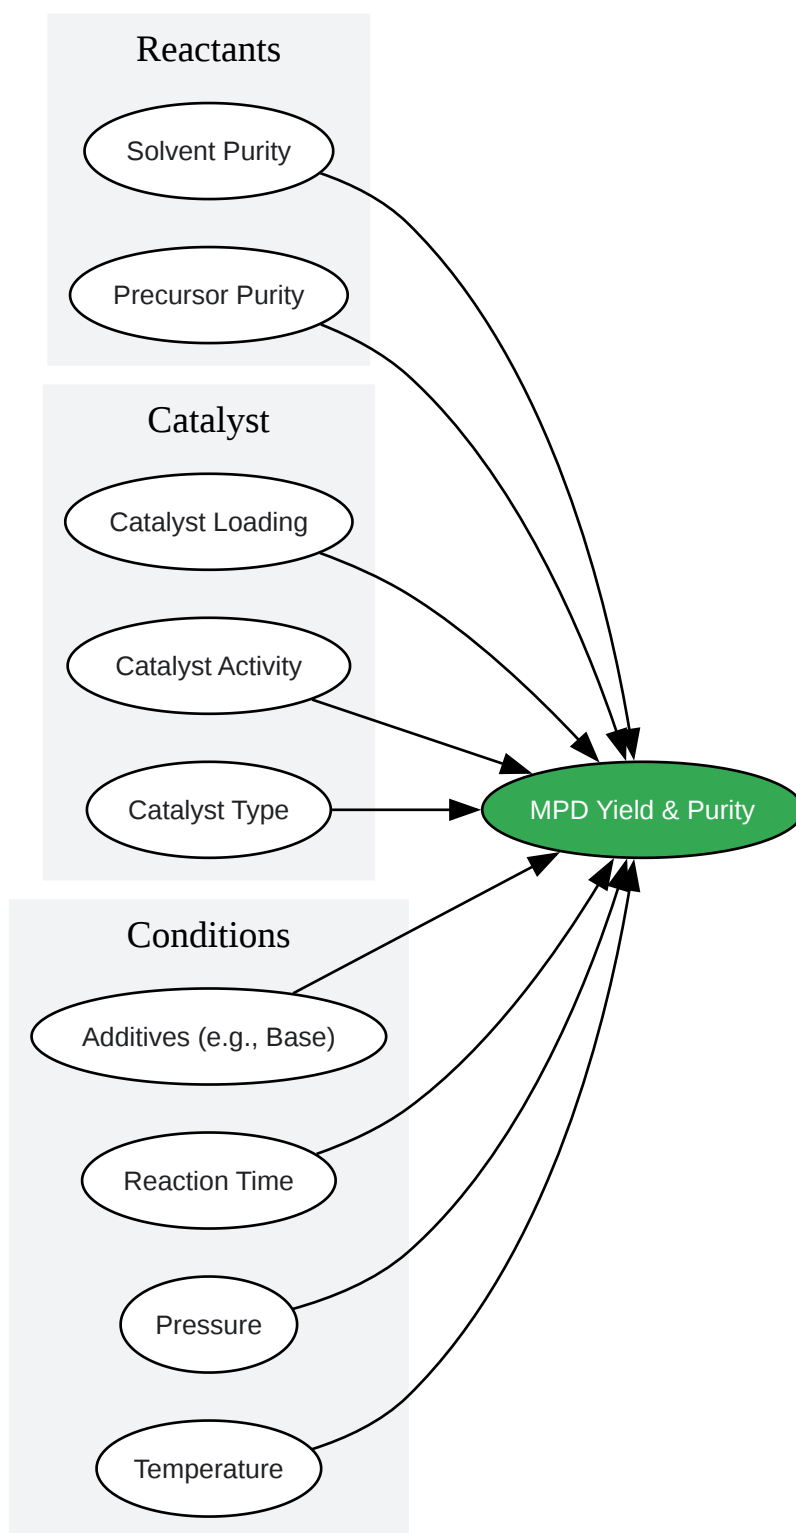 Reactants
Solvent Purity
Precursor Purity
Catalyst
Catalyst Loading
Catalyst Activity
Catalyst Type
MPD Yield & Purity
Conditions
Additives (e.g., Base)
Reaction Time
Pressure
Temperature